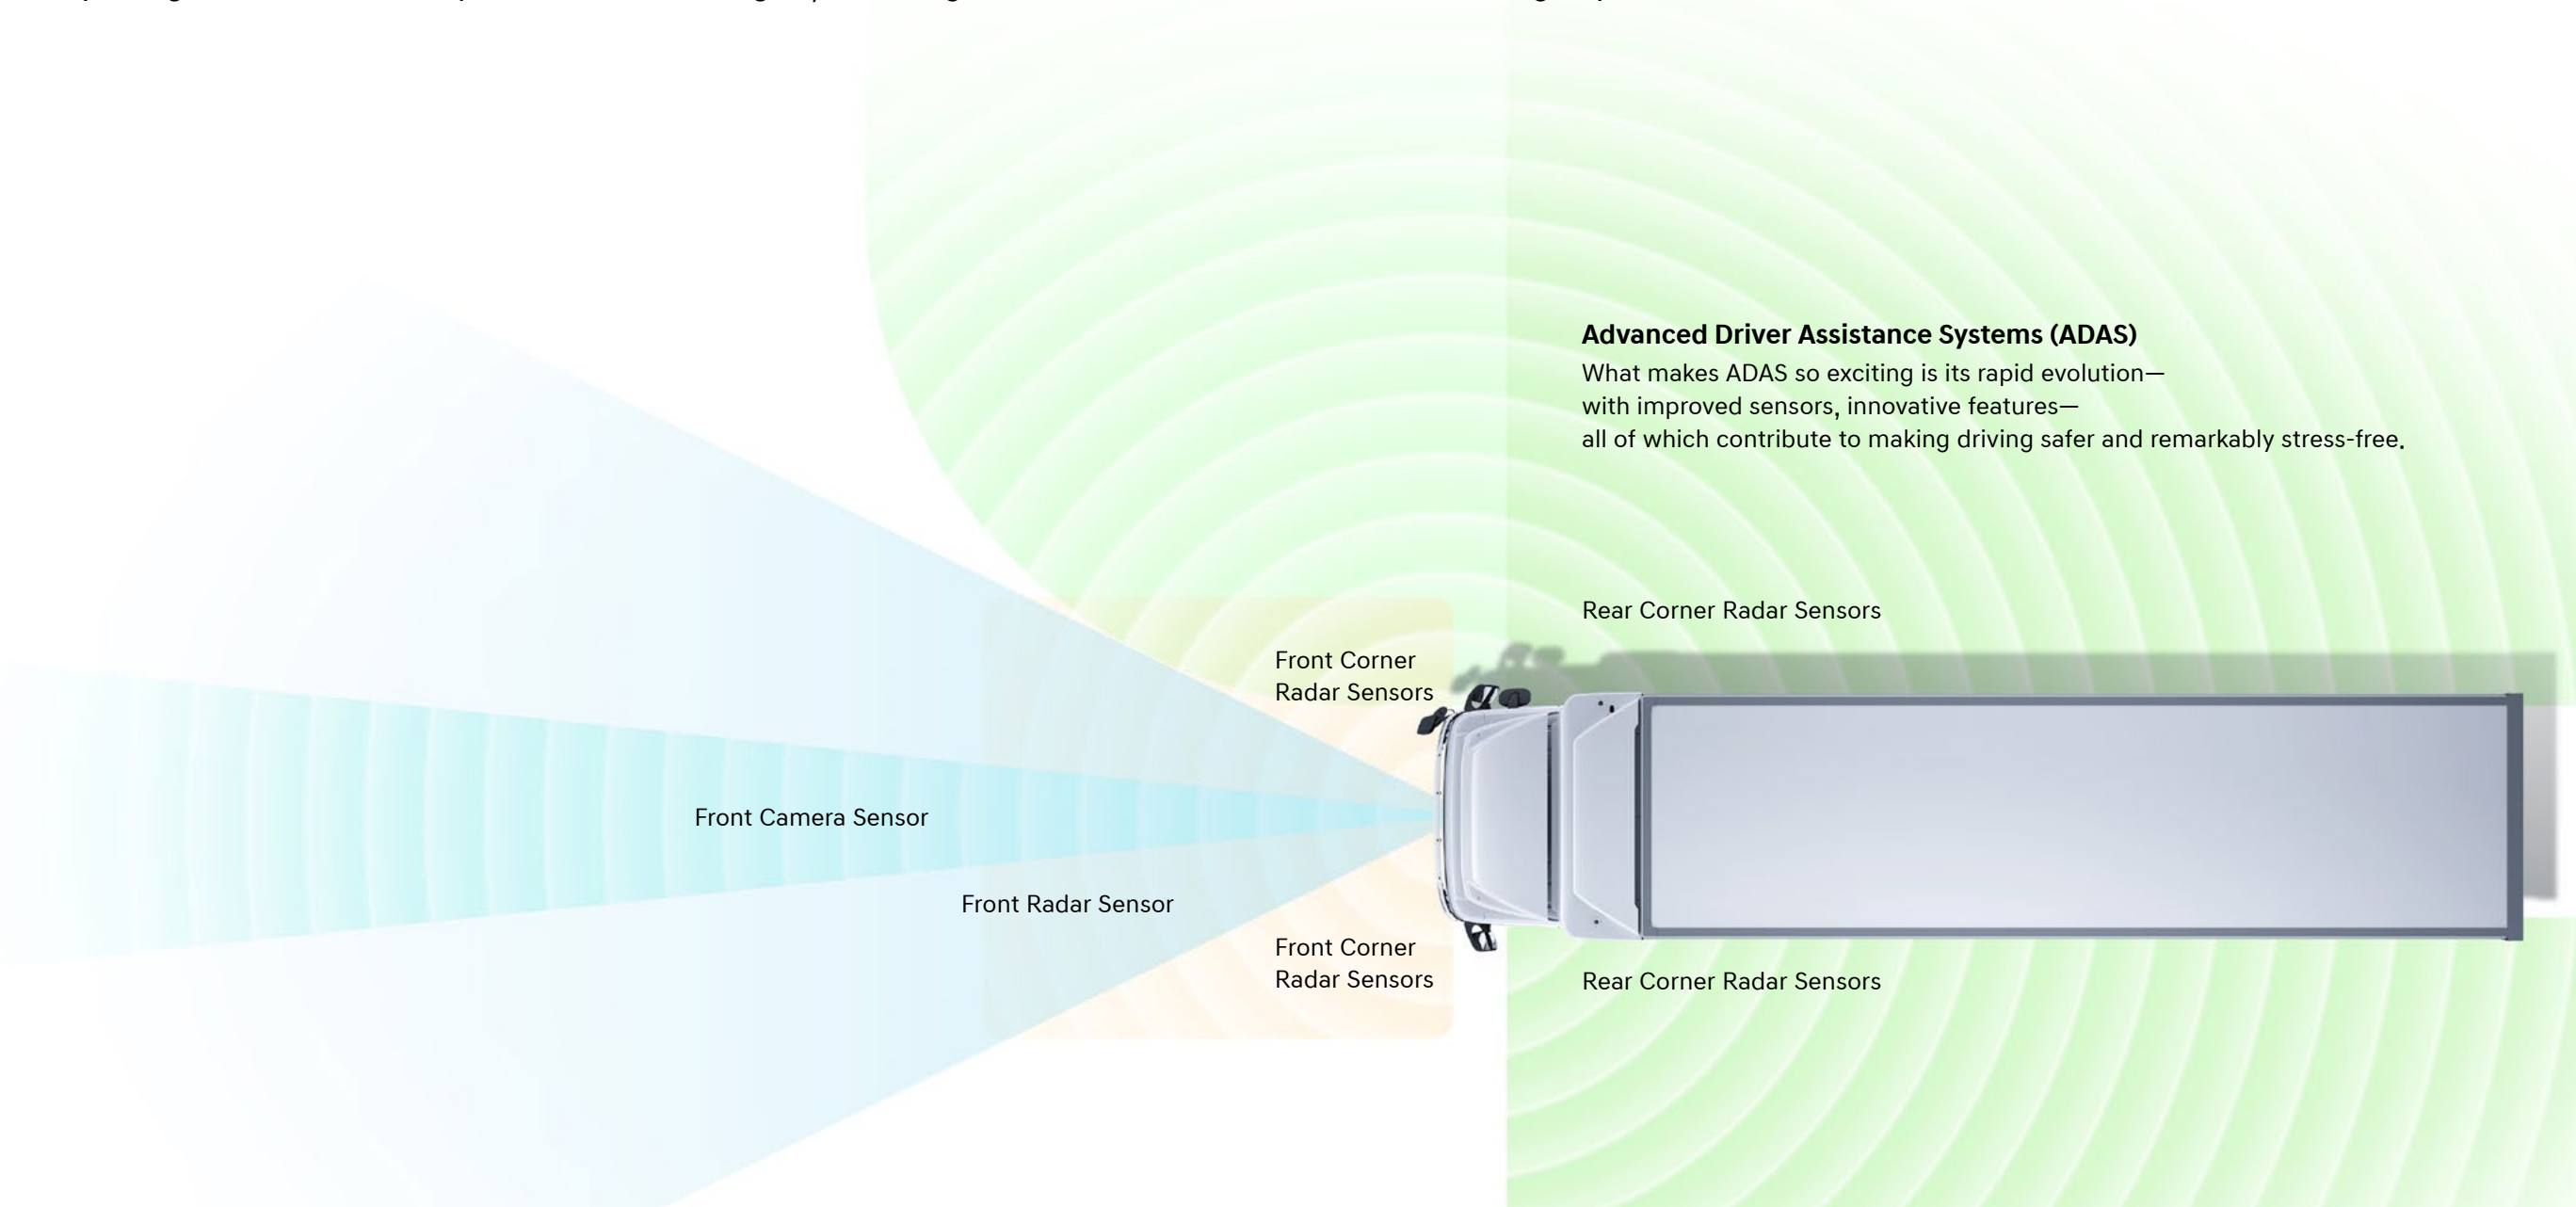 Advanced Driver Assistance Systems (ADAS)
What makes ADAS so exciting is its rapid evolution—
with improved sensors, innovative features—
all of which contribute to making driving safer and remarkably stress-free.
Rear Corner Radar Sensors
Front Corner
Radar Sensors
Front Camera Sensor
Front Radar Sensor
Front Corner
Radar Sensors
Rear Corner Radar Sensors